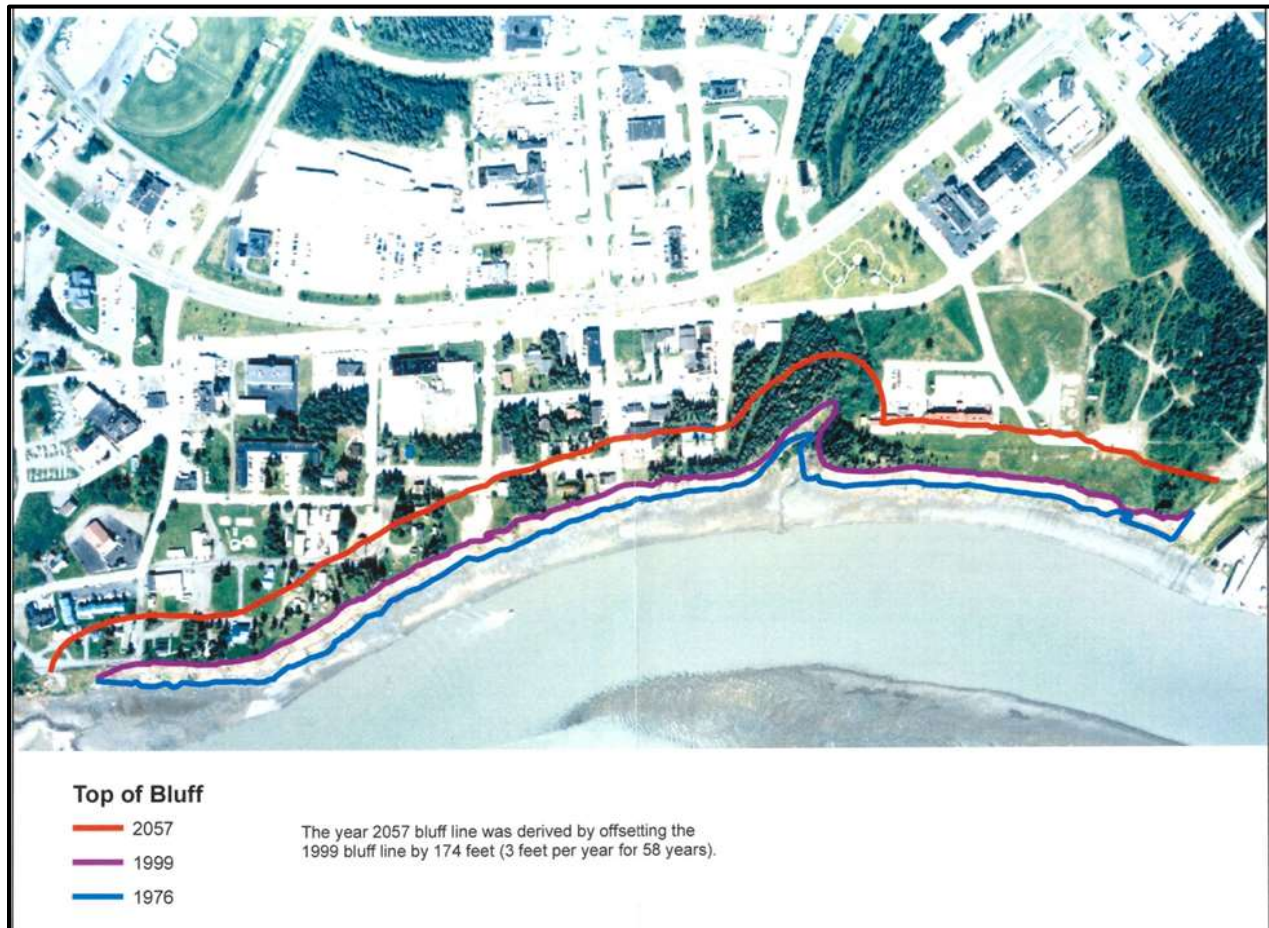 Top of Bluff
2057
The year 2057 bluff line was derived by offsetting the
1999 bluff line by 174 feet (3 feet per year for 58 years).
1999
1976